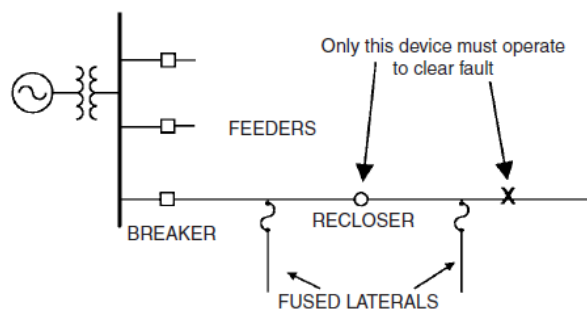 Only this device must operate
to clear fault
FEEDERS
X
BREAKER
RECLOSER
FUSED LATERALS